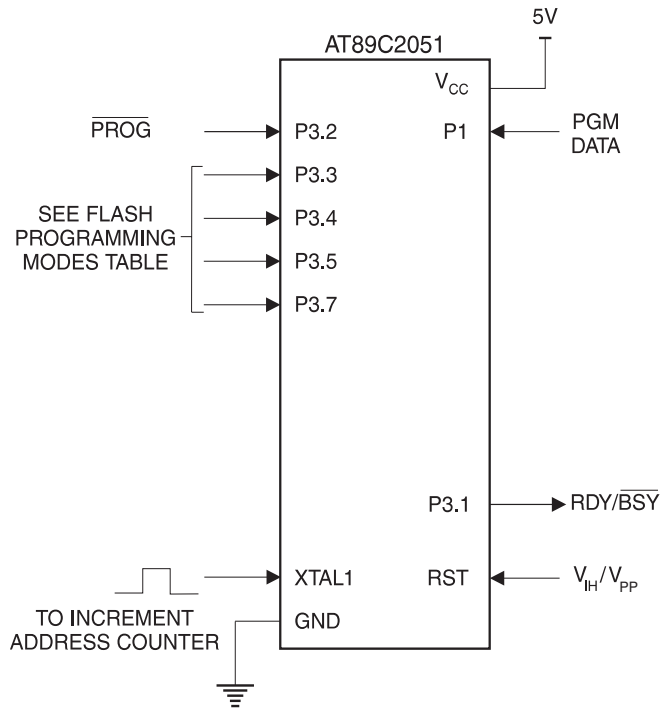 5V
AT89C2051
VCC
PROG
P3.2
P1
PGM
DATA
P3.3
SEE FLASH
PROGRAMMING
MODES TABLE
P3.4
P3.5
P3.7
P3.1
RDY/BSY
XTAL1
RST
VIH/VPP
TO INCREMENT
ADDRESS COUNTER
GND